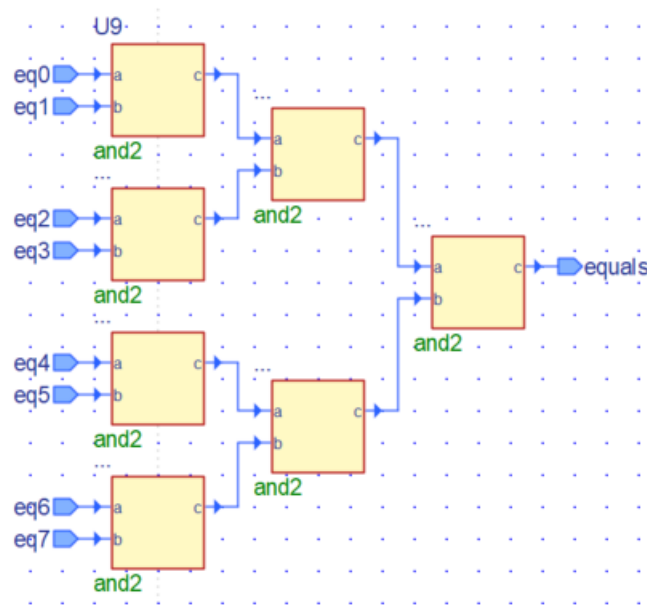 U9
eq0
a
c
eq1
b
and2
...
a
c
b
and2
...
eq2
a
c
eq3
b
and2
...
a
c
equals
b
and2
...
eq4
a
c
eq5
b
and2
...
a
c
b
and2
...
eq6
a
c
eq7
b
and2